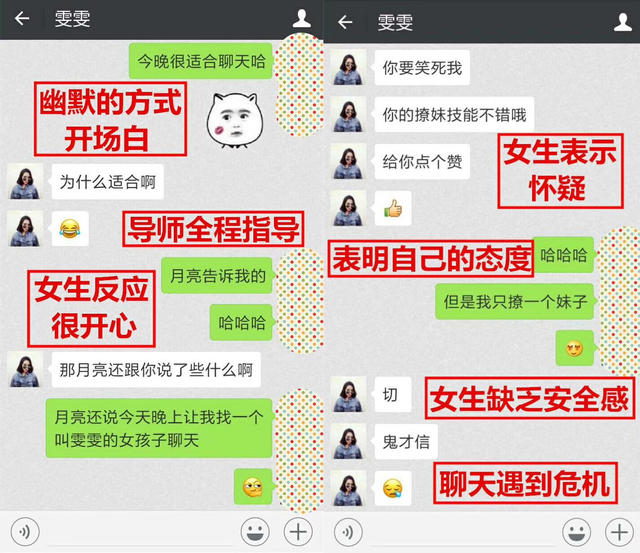 雯雯
今晚很适合聊天哈
幽默的方式
开场白
为什么适合啊
导师全程指导
月亮告诉我的
女生反应
很开心
哈哈哈
那月亮还跟你说了些什么啊
月亮还说今天晚上让我找一个
叫雯雯的女孩子聊天
雯雯
你要笑死我
你的撩妹技能不错哦
给你点个赞
女生表示
怀疑
哈哈哈
表明自己的态度
但是我只撩一个妹子
切
女生缺乏安全感
鬼才信
聊天遇到危机